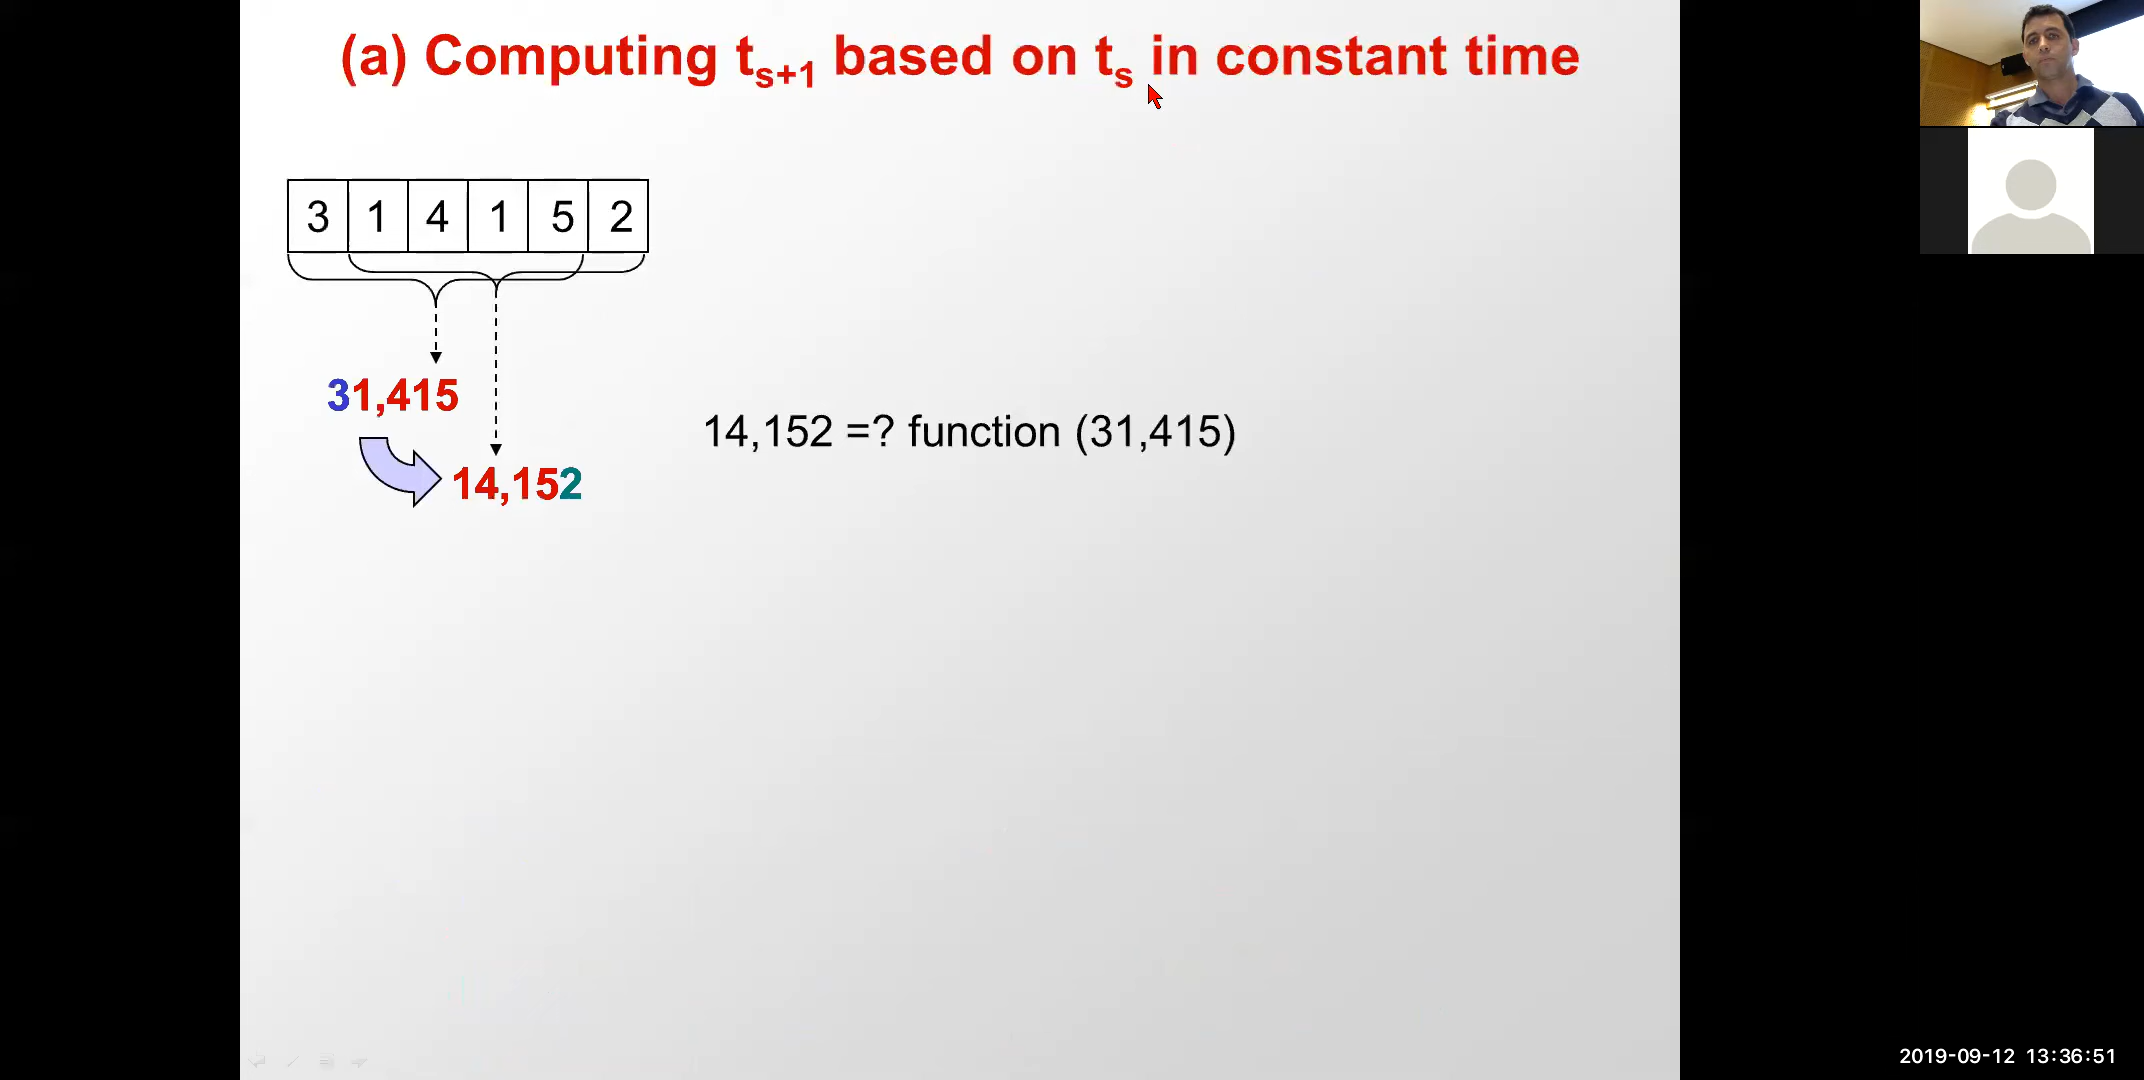 (a) Computing ts+1 based on ts in constant time
3 1 4 1 5 2
31,415
14,152 =? function (31,415)
14,152
2019-09-12 13:36:51